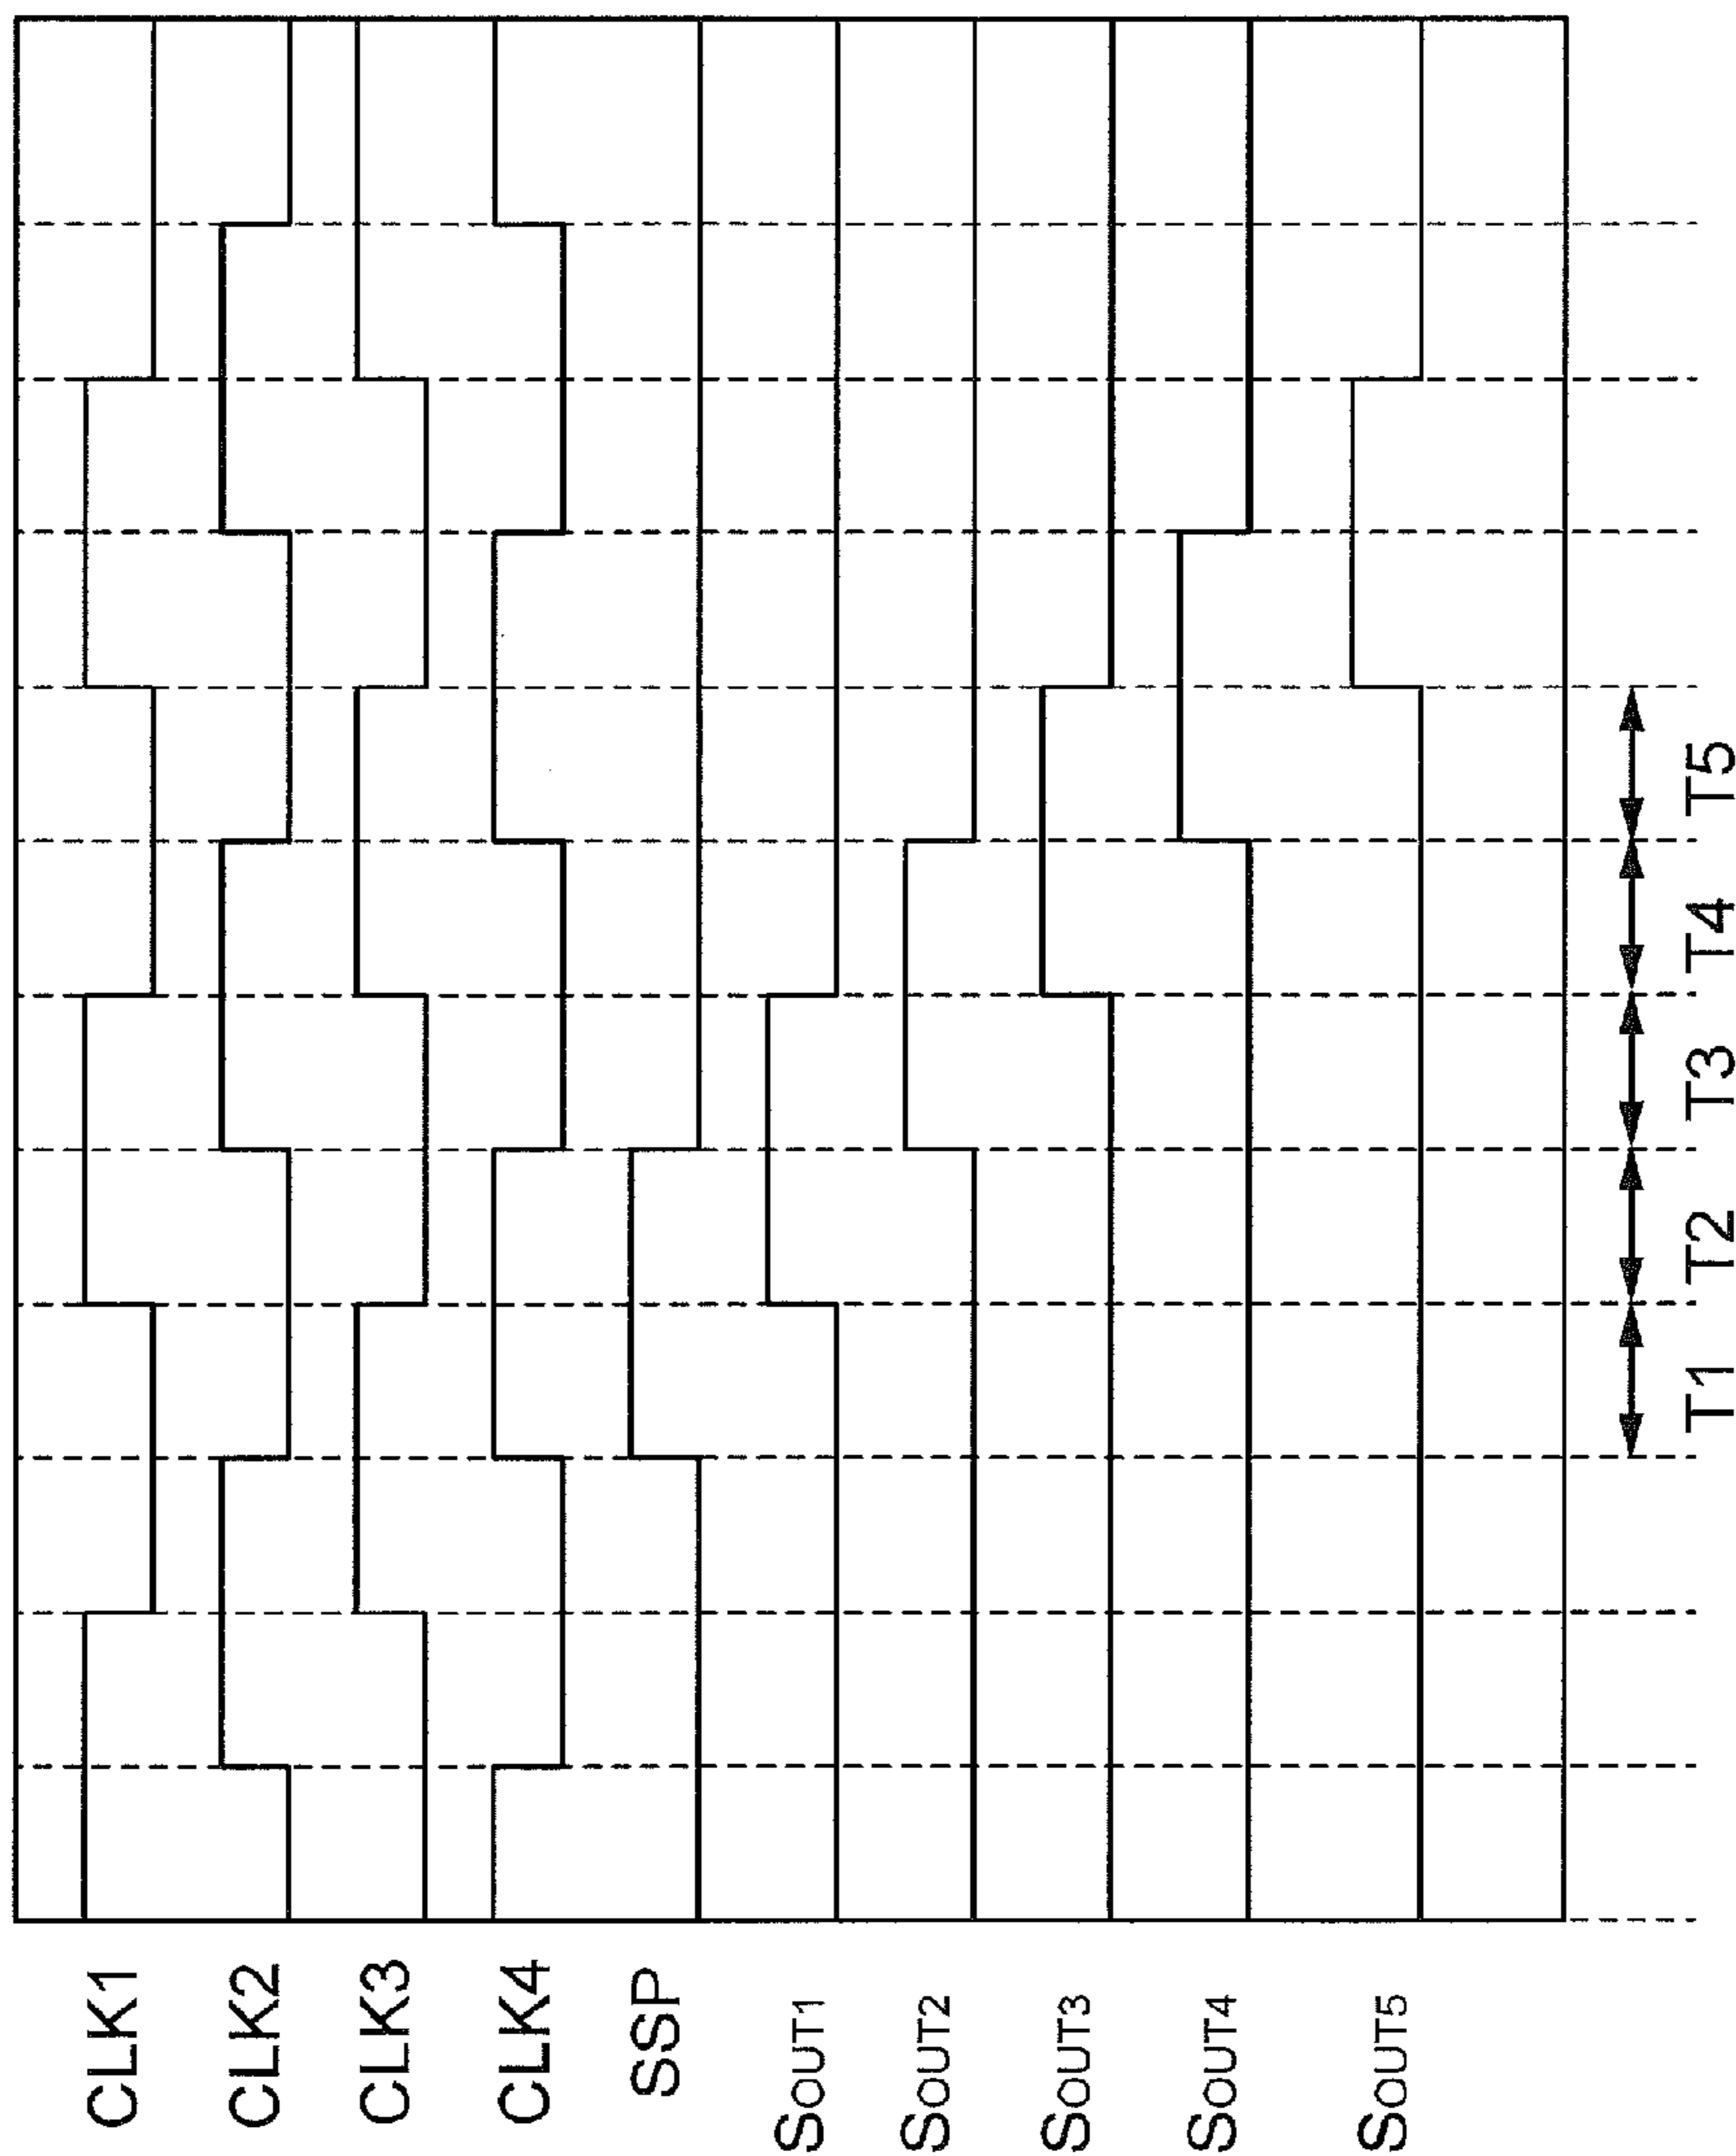 CLK1
CLK2
CLK3
CLK4
SSP
SOUT1
SOUT2
SOUT3
SOUT4
SOUT5
T1 T2 T3 T4 T5